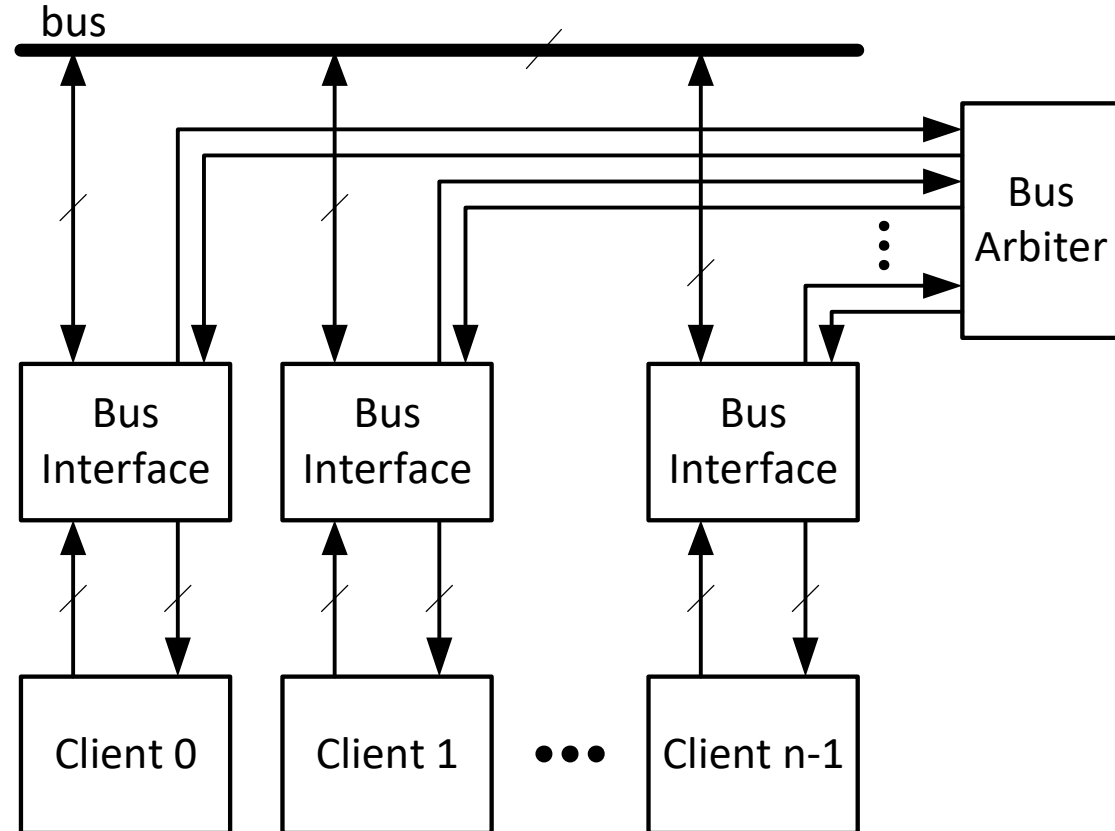 bus
Bus
Arbiter
Bus
Interface
Bus
Interface
Bus
Interface
Client 0
Client 1
Client n-1